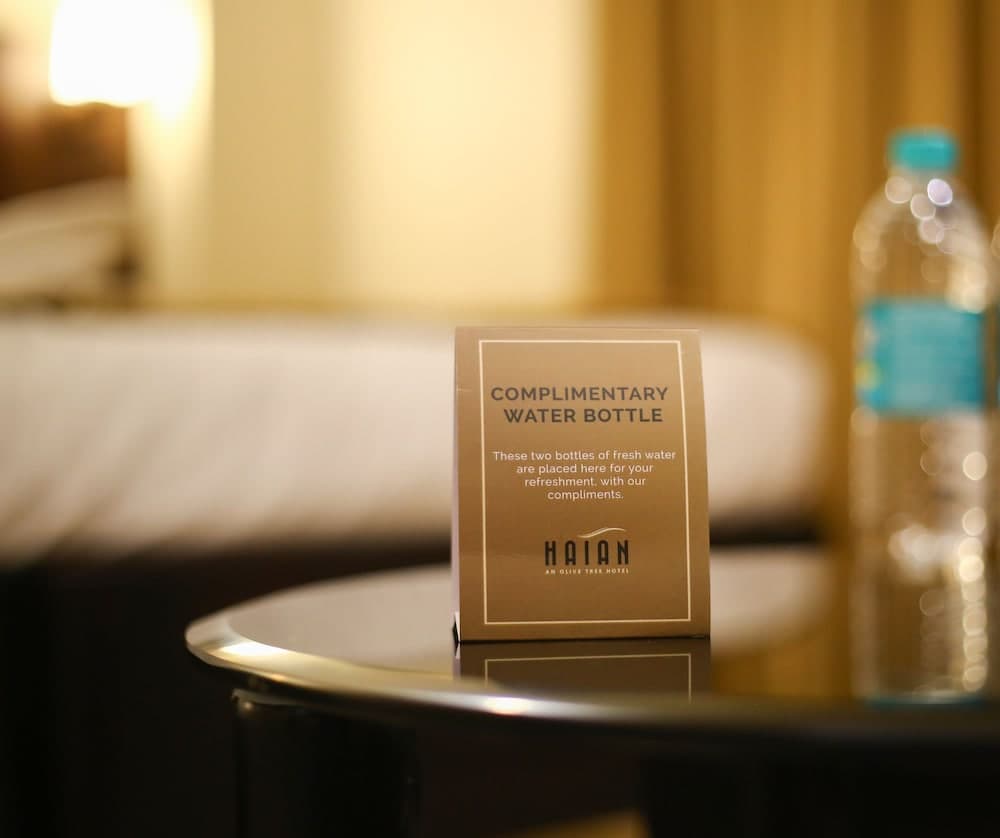 COMPLIMENTARY
WATER BOTTLE
These two bottles of fresh water
are placed here for your
refreshment, with our
compliments.
HAIAN
AN OLIVE TREE HOTEL